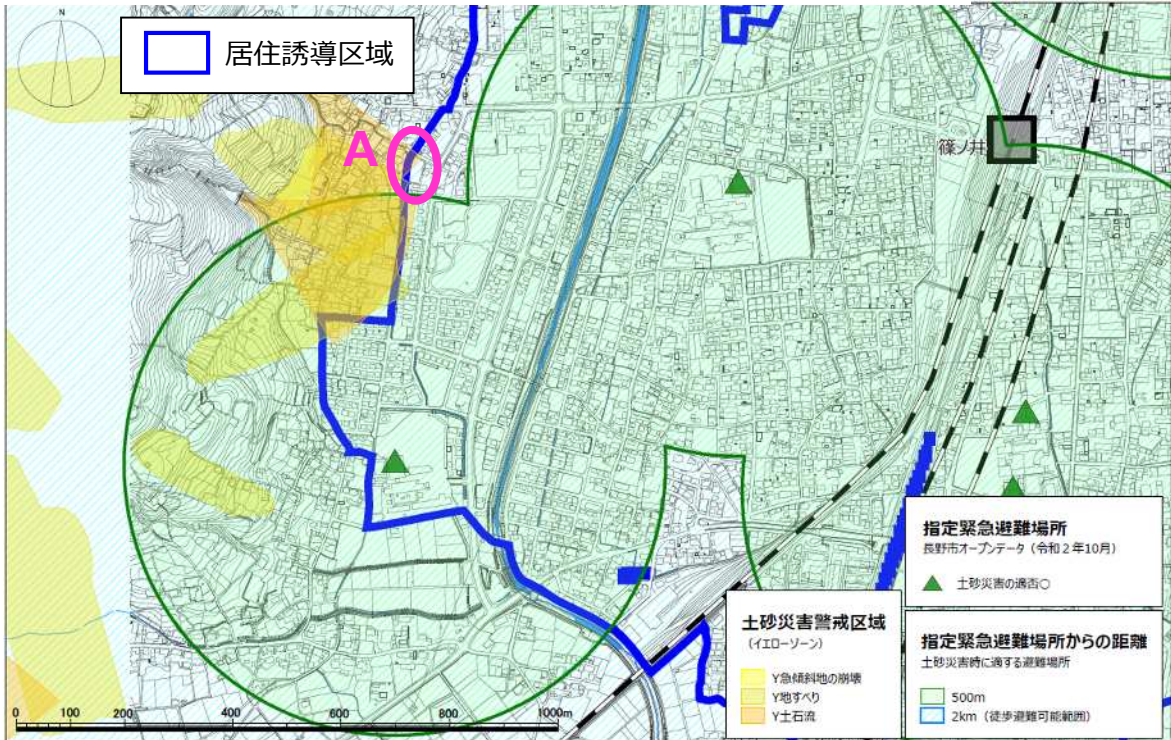 N
居住誘導区域
A
篠ノ井
指定緊急避難場所
長野市オープンデータ（令和２年10月）
土砂災害の適否○
土砂災害警戒区域
（イエローゾーン）
Y急傾斜地の崩壊
Y地すべり
Y土石流
指定緊急避難場所からの距離
土砂災害時に適する避難場所
500m
2km（徒歩避難可能範囲）
0 100 200 400 600 800 1000m